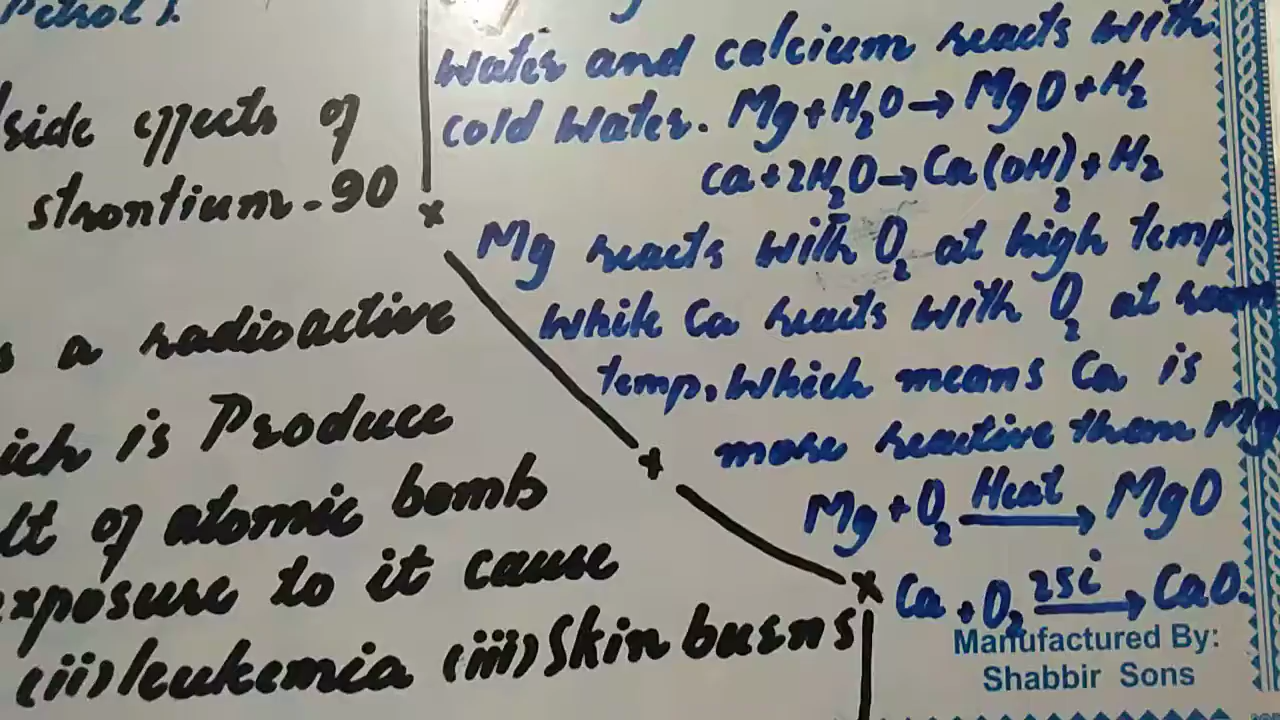 Petrol).
side effects of
strontium-90
a radioactive
ich is Produce
lt of atomic bomb
exposure to it cause
(ii) leukemia (iii) Skin burns
water and calcium reacts with
cold water. Mg+H₂O→MgO+H₂
Ca+2H₂O→Ca(OH)₂+H₂
Mg reacts with O₂ at high temp
while Ca reacts with O₂ at room
temp, which means Ca is
more reactive than Mg.
Mg+O₂ Heat→ MgO
Ca+O₂ 25i→ CaO.
Manufactured By:
Shabbir Sons